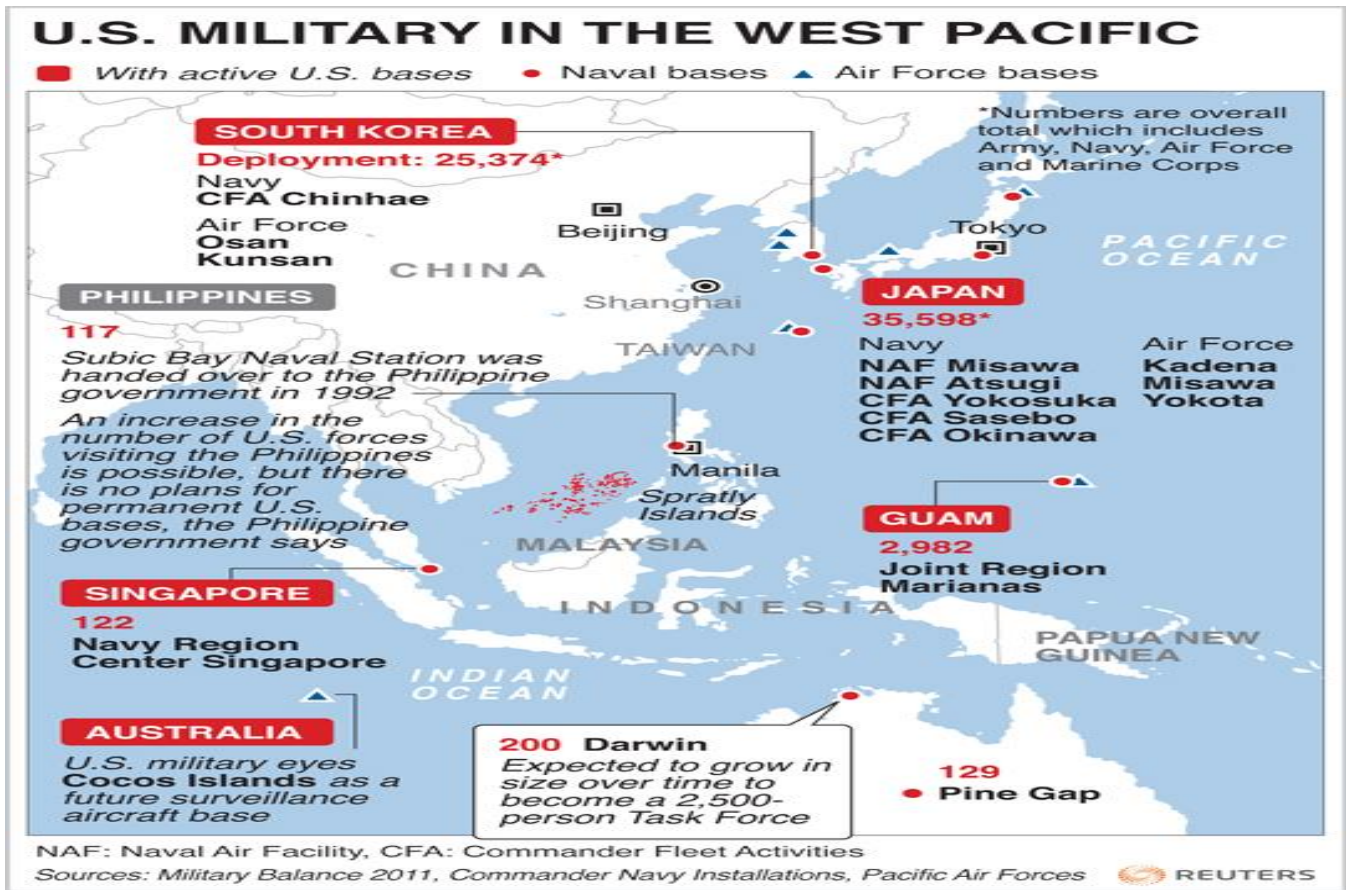 U.S. MILITARY IN THE WEST PACIFIC
With active U.S. bases
Naval bases
Air Force bases
*Numbers are overall
total which includes
Army, Navy, Air Force
and Marine Corps
SOUTH KOREA
Deployment: 25,374*
Navy
CFA Chinhae
Air Force
Osan
Kunsan
Beijing
Tokyo
PACIFIC
OCEAN
CHINA
Shanghai
TAIWAN
PHILIPPINES
117
Subic Bay Naval Station was
handed over to the Philippine
government in 1992
An increase in the
number of U.S. forces
visiting the Philippines
is possible, but there
is no plans for
permanent U.S.
bases, the Philippine
government says
JAPAN
35,598*
Navy
NAF Misawa
NAF Atsugi
CFA Yokosuka
CFA Sasebo
CFA Okinawa
Air Force
Kadena
Misawa
Yokota
Manila
Spratly
Islands
MALAYSIA
GUAM
2,982
Joint Region
Marianas
SINGAPORE
122
Navy Region
Center Singapore
INDONESIA
PAPUA NEW
GUINEA
INDIAN
OCEAN
AUSTRALIA
U.S. military eyes
Cocos Islands as a
future surveillance
aircraft base
200 Darwin
Expected to grow in
size over time to
become a 2,500-
person Task Force
129
Pine Gap
NAF: Naval Air Facility, CFA: Commander Fleet Activities
Sources: Military Balance 2011, Commander Navy Installations, Pacific Air Forces
REUTERS